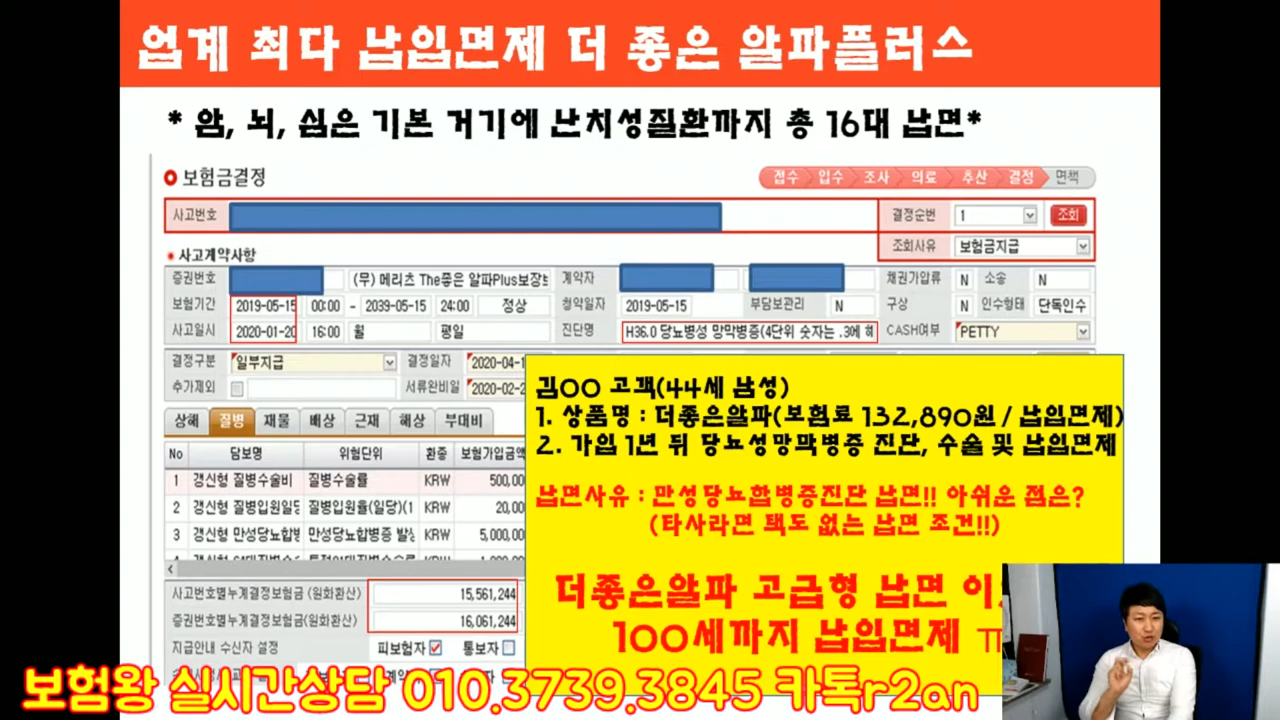 업계 최다 납입면제 더 좋은 알파플러스
* 암, 뇌, 심은 기본 거기에 난치성질환까지 총 16대 납면*
보험금결정
접수 입수 조사 의료 추산 결정 면책
사고번호 결정순번 1 조회
조회사유 보험금지급
사고계약사항
증권번호 (무) 메리츠 The좋은 알파Plus보장보 계약자 채권가압류 N 소송 N
보험기간 2019-05-15 00:00 - 2039-05-15 24:00 정상 청약일자 2019-05-15 부담보관리 N 구상 N 인수형태 단독인수
사고일시 2020-01-20 16:00 월 평일 진단명 H36.0 당뇨병성 망막병증(4단위 숫자는 .3에 해 CASH여부 PETTY
결정구분 일부지급 결정일자 2020-04-1
추가제외 서류완비일 2020-02-2
상해 질병 재물 배상 근재 해상 부대비
No 담보명 위험단위 환종 보험가입금액
1 갱신형 질병수술비 질병수술률 KRW 500,00
2 갱신형 질병입원일당 질병입원율(일당)(1 KRW 20,00
3 갱신형 만성당뇨합병 만성당뇨합병증 발생 KRW 5,000,00
사고번호별누계결정보험금 (원화환산) 15,561,244
증권번호별누계결정보험금(원화환산) 16,061,244
지급안내 수신자 설정 피보험자 통보자
김OO 고객(44세 남성)
1. 상품명 : 더좋은알파(보험료 132,890원 / 납입면제)
2. 가입 1년 뒤 당뇨성망막병증 진단, 수술 및 납입면제
납면사유 : 만성당뇨합병증진단 납면!! 아쉬운 점은?
(타사라면 택도 없는 납면 조건!!)
더좋은알파 고급형 납면 이
100세까지 납입면제 ㅠ
보험왕 실시간상담 010.3739.3845 카톡r2an